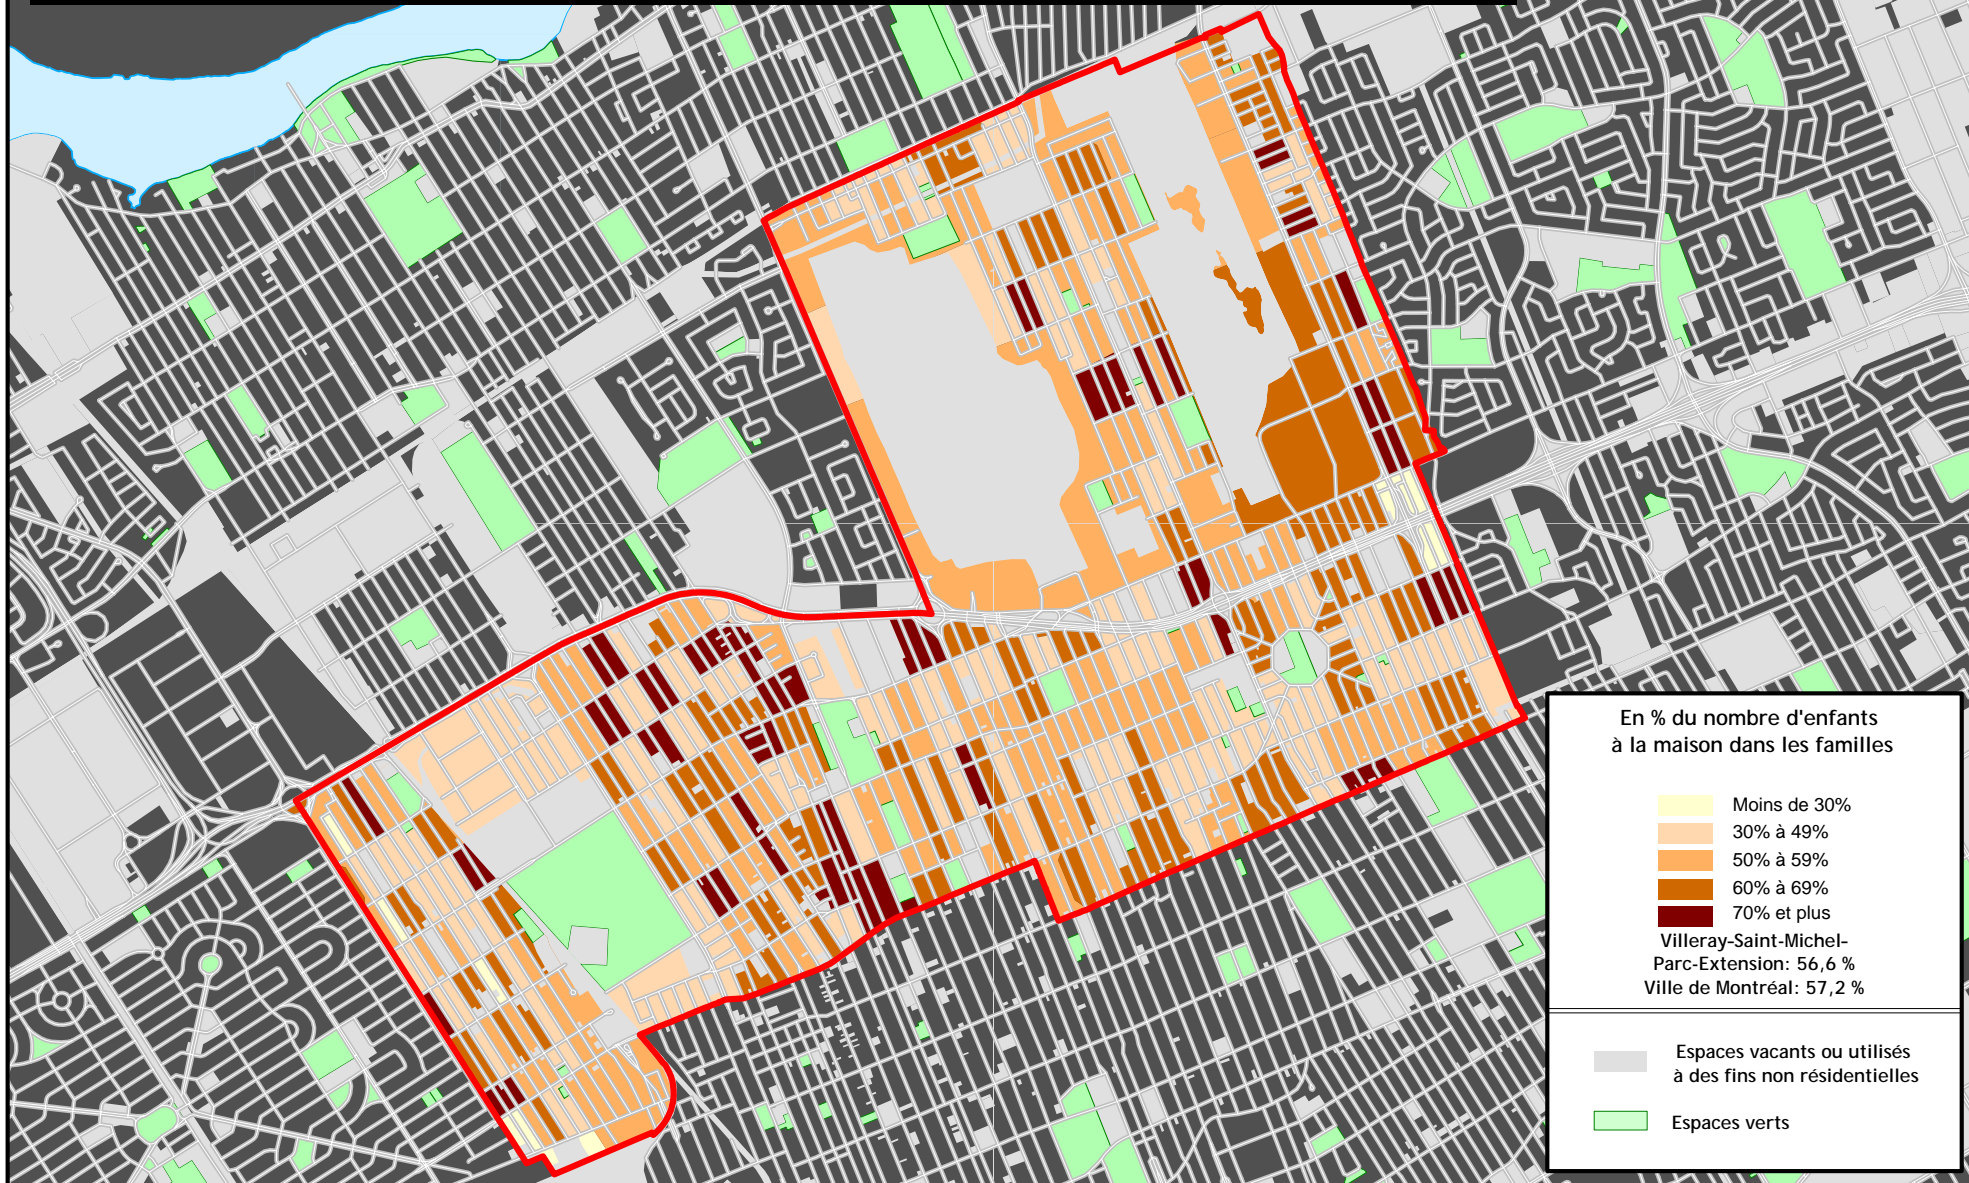 En % du nombre d'enfants
à la maison dans les familles
Moins de 30%
30% à 49%
50% à 59%
60% à 69%
70% et plus
Villeray-Saint-Michel-
Parc-Extension: 56,6 %
Ville de Montréal: 57,2 %
Espaces vacants ou utilisés
à des fins non résidentielles
Espaces verts